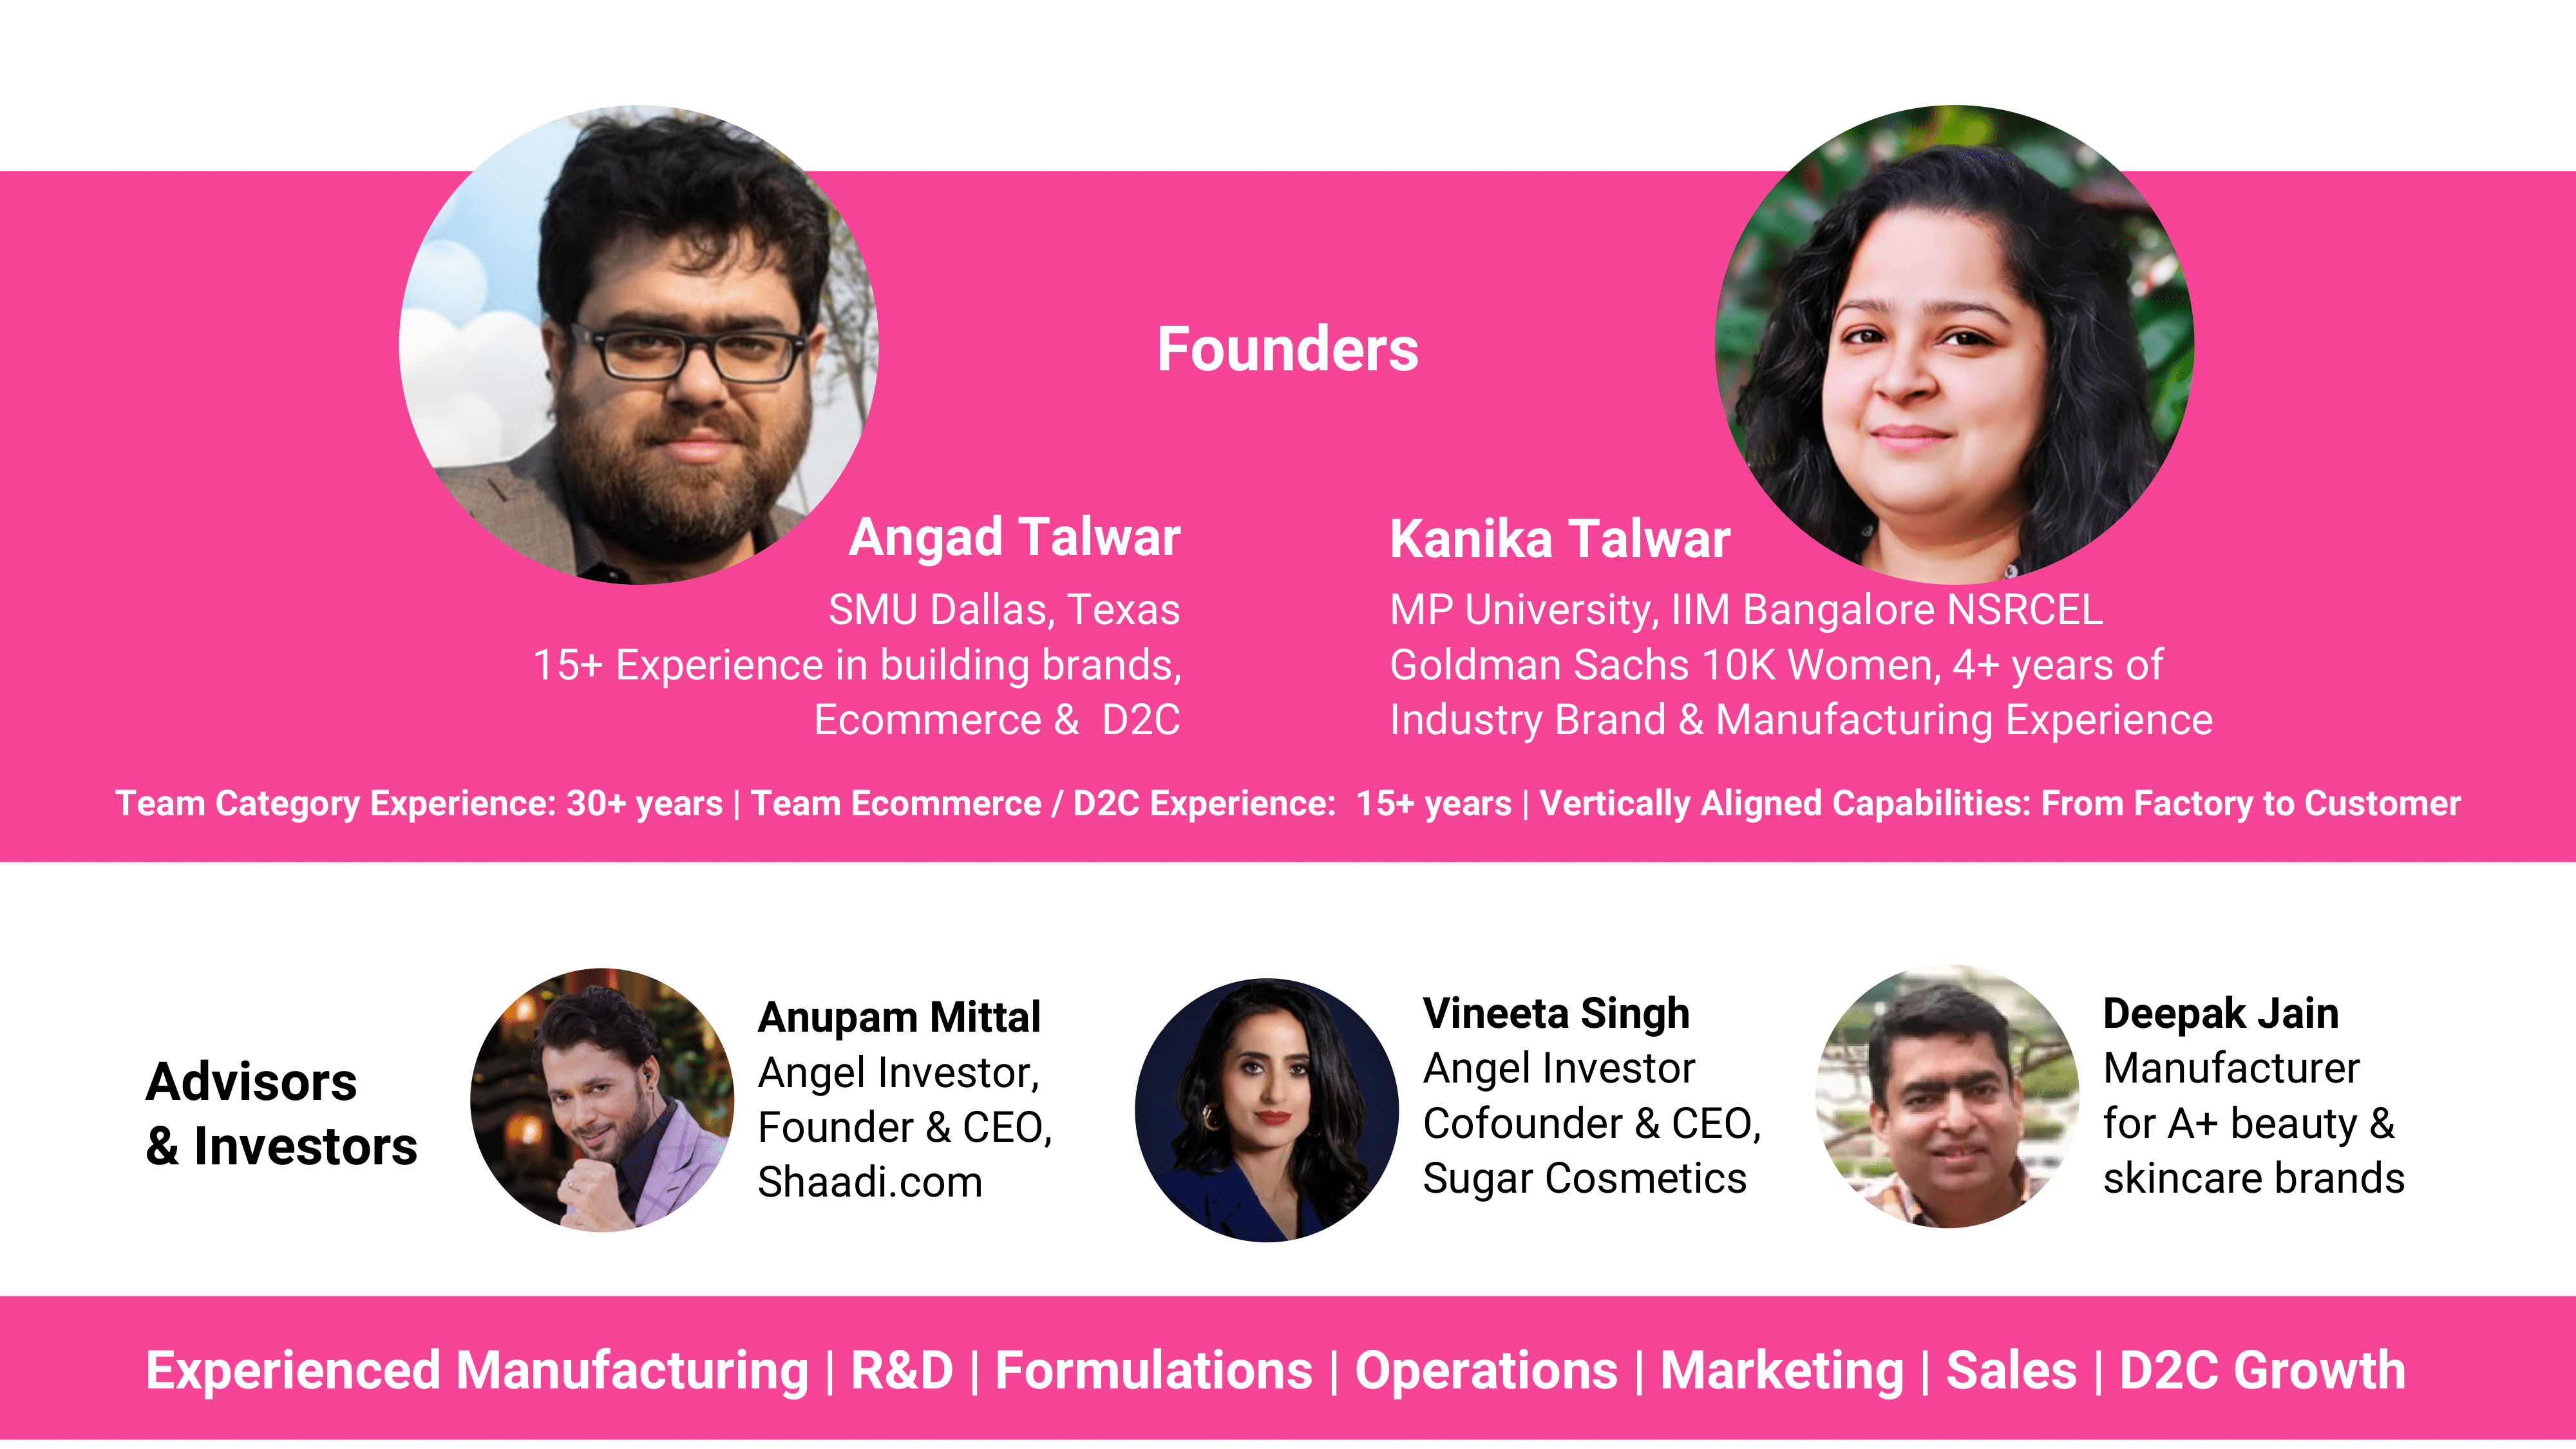 Founders
Angad Talwar
SMU Dallas, Texas
15+ Experience in building brands,
Ecommerce &  D2C
Kanika Talwar
MP University, IIM Bangalore NSRCEL
Goldman Sachs 10K Women, 4+ years of
Industry Brand & Manufacturing Experience
Team Category Experience: 30+ years | Team Ecommerce / D2C Experience:  15+ years | Vertically Aligned Capabilities: From Factory to Customer
Advisors
& Investors
Anupam Mittal
Angel Investor,
Founder & CEO,
Shaadi.com
Vineeta Singh
Angel Investor
Cofounder & CEO,
Sugar Cosmetics
Deepak Jain
Manufacturer
for A+ beauty &
skincare brands
Experienced Manufacturing | R&D | Formulations | Operations | Marketing | Sales | D2C Growth